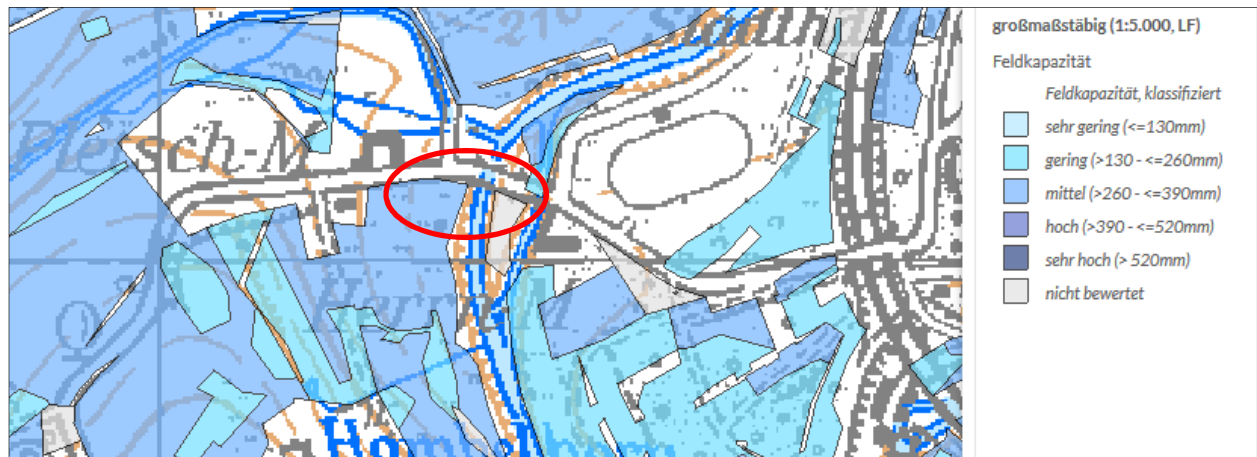 großmaßstäbig (1:5.000, LF)
Feldkapazität
Feldkapazität, klassifiziert
sehr gering (<=130mm)
gering (>130 - <=260mm)
mittel (>260 - <=390mm)
hoch (>390 - <=520mm)
sehr hoch (> 520mm)
nicht bewertet